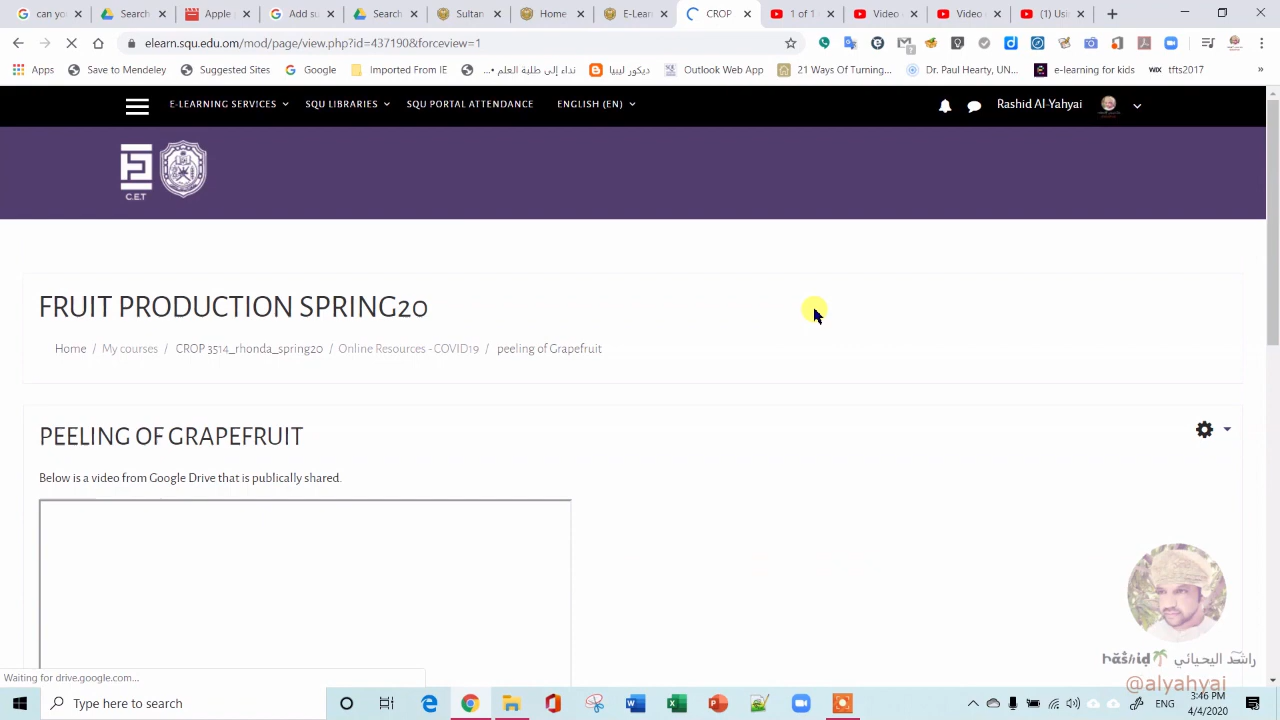 can yo
Add su
Search
Sultan
Home
E-Lear
CROP
1 of 1
Video
Video
(1) Usin
elearn.squ.edu.om/mod/page/view.php?id=437190&forceview=1
Apps
Save to Mendeley
Suggested Sites
Google
Imported From IE
نداء إلى طلبة العلم •...
ديكور ليبيا
Outlook Web App
21 Ways Of Turning...
Dr. Paul Hearty, UN...
e-learning for kids
WIX
tfts2017
»
E-LEARNING SERVICES
SQU LIBRARIES
SQU PORTAL ATTENDANCE
ENGLISH (EN)
Rashid Al-Yahyai
C.E.T
FRUIT PRODUCTION SPRING20
Home / My courses / CROP 3514_rhonda_spring20 / Online Resources -COVID19 / peeling of Grapefruit
PEELING OF GRAPEFRUIT
Below is a video from Google Drive that is publically shared.
راشد اليحيائي
@alyahyai
Waiting for drive.google.com...
Type here to search
ENG
3:46 PM
4/4/2020